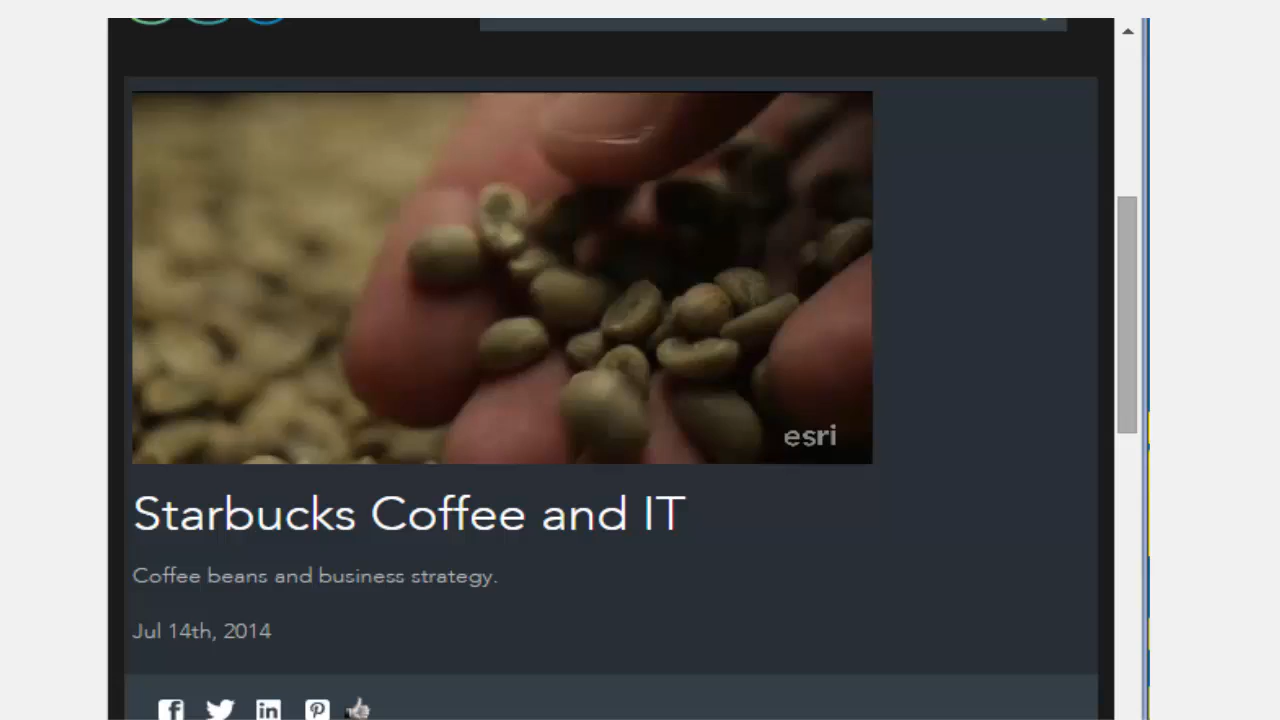 esri
Starbucks Coffee and IT
Coffee beans and business strategy.
Jul 14th, 2014